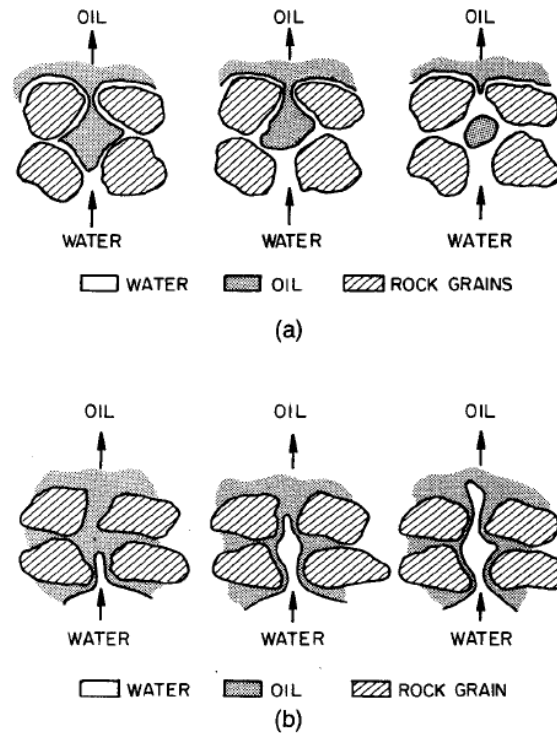 OIL OIL OIL
WATER WATER WATER
WATER OIL ROCK GRAINS
(a)
OIL OIL OIL
WATER WATER WATER
WATER OIL ROCK GRAIN
(b)